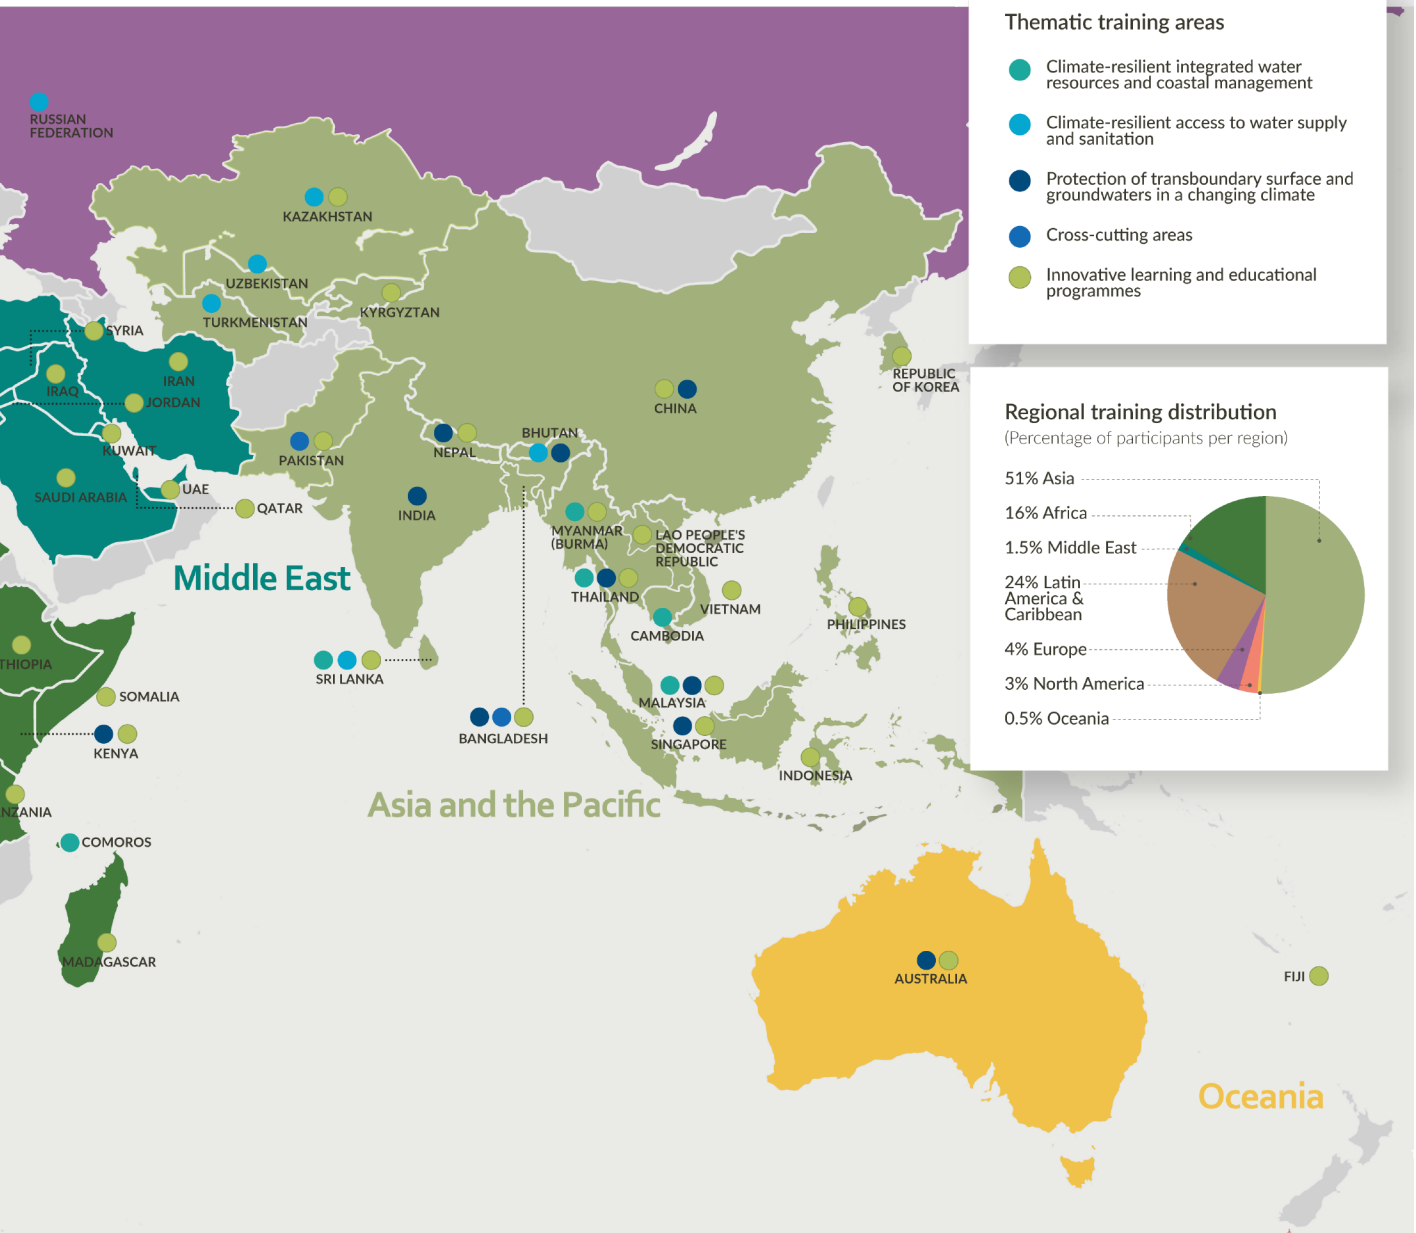 Thematic training areas
Climate-resilient integrated water
resources and coastal management
Climate-resilient access to water supply
and sanitation
Protection of transboundary surface and
groundwaters in a changing climate
Cross-cutting areas
Innovative learning and educational
programmes
Regional training distribution
(Percentage of participants per region)
51% Asia
16% Africa
1.5% Middle East
24% Latin
America &
Caribbean
4% Europe
3% North America
0.5% Oceania
RUSSIAN
FEDERATION
KAZAKHSTAN
UZBEKISTAN
TURKMENISTAN
KYRGYZTAN
SYRIA
IRAN
IRAQ
JORDAN
KUWAIT
SAUDI ARABIA
UAE
QATAR
Middle East
REPUBLIC
OF KOREA
CHINA
PAKISTAN
NEPAL
BHUTAN
INDIA
MYANMAR
(BURMA)
LAO PEOPLE'S
DEMOCRATIC
REPUBLIC
THAILAND
VIETNAM
CAMBODIA
PHILIPPINES
SRI LANKA
MALAYSIA
BANGLADESH
SINGAPORE
INDONESIA
Asia and the Pacific
THIOPIA
SOMALIA
KENYA
NZANIA
COMOROS
MADAGASCAR
AUSTRALIA
FIJI
Oceania